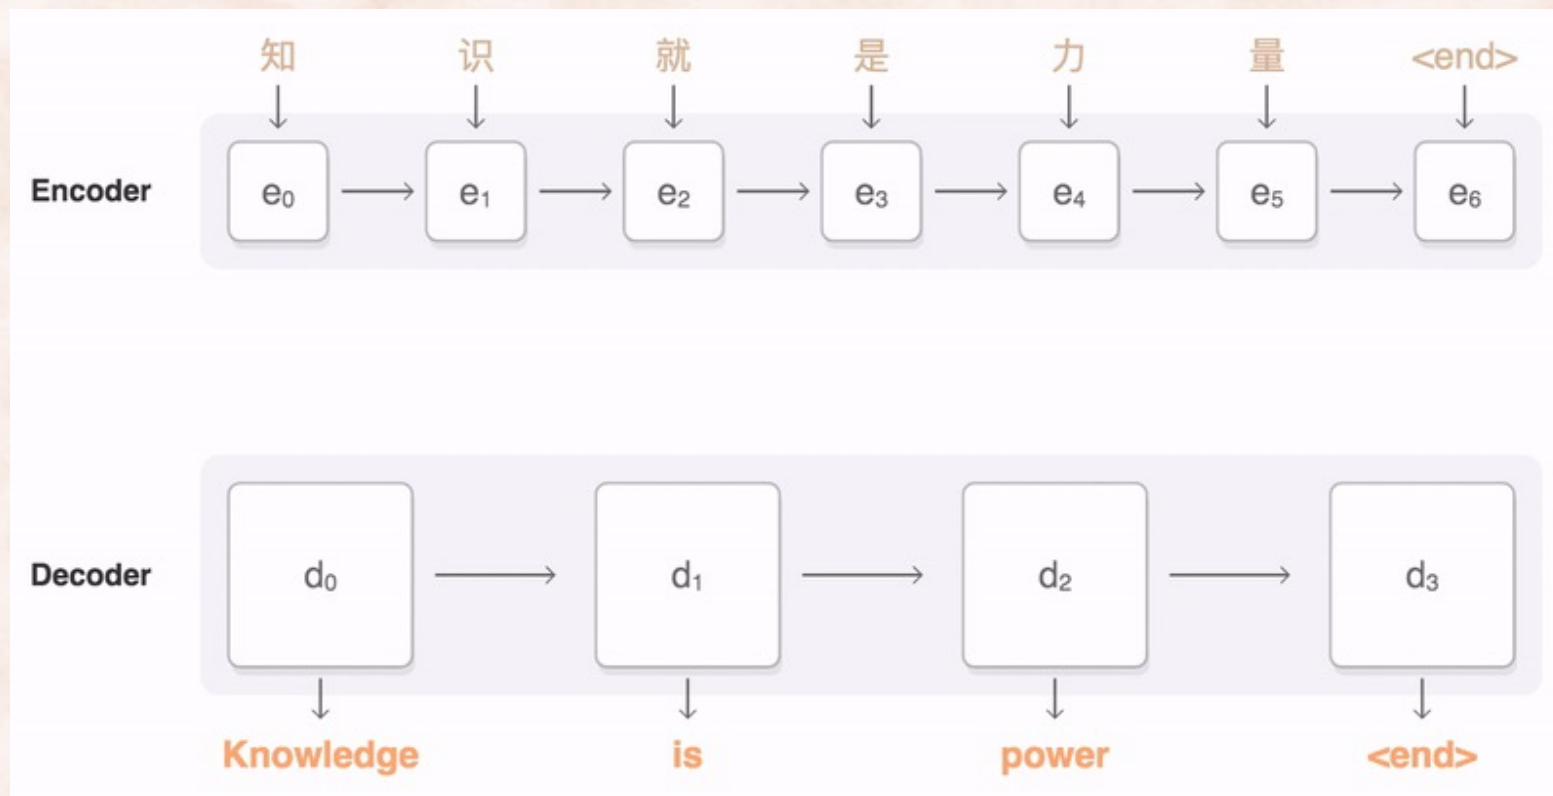 知 识 就 是 力 量 <end>
Encoder e₀ e₁ e₂ e₃ e₄ e₅ e₆
Decoder d₀ d₁ d₂ d₃
Knowledge is power <end>